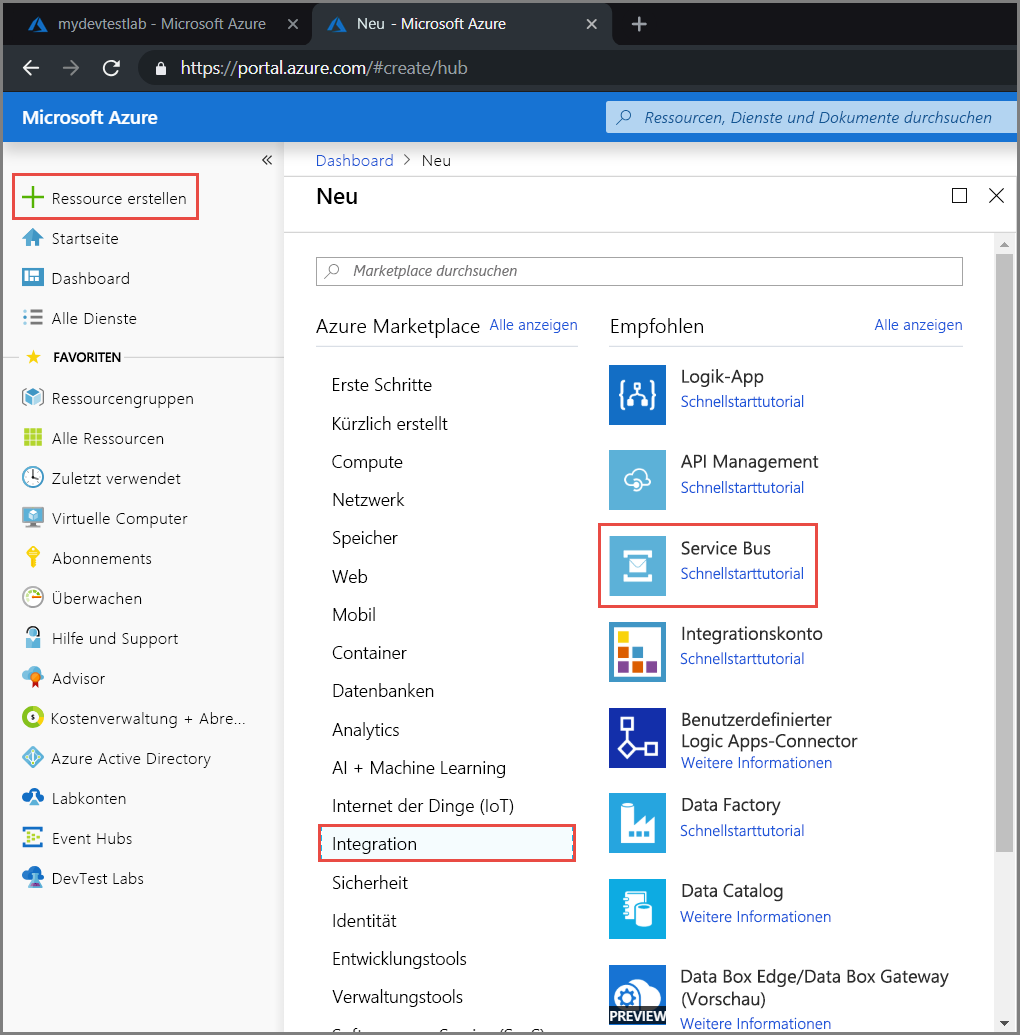 mydevtestlab - Microsoft Azure
Neu - Microsoft Azure
https://portal.azure.com/#create/hub
Microsoft Azure
Ressourcen, Dienste und Dokumente durchsuchen
Ressource erstellen
Startseite
Dashboard
Alle Dienste
FAVORITEN
Ressourcengruppen
Alle Ressourcen
Zuletzt verwendet
Virtuelle Computer
Abonnements
Überwachen
Hilfe und Support
Advisor
Kostenverwaltung + Abre...
Azure Active Directory
Labkonten
Event Hubs
DevTest Labs
Dashboard > Neu
Neu
Marketplace durchsuchen
Azure Marketplace
Alle anzeigen
Erste Schritte
Kürzlich erstellt
Compute
Netzwerk
Speicher
Web
Mobil
Container
Datenbanken
Analytics
AI + Machine Learning
Internet der Dinge (IoT)
Integration
Sicherheit
Identität
Entwicklungstools
Verwaltungstools
Empfohlen
Alle anzeigen
Logik-App
Schnellstarttutorial
API Management
Schnellstarttutorial
Service Bus
Schnellstarttutorial
Integrationskonto
Schnellstarttutorial
Benutzerdefinierter
Logic Apps-Connector
Weitere Informationen
Data Factory
Schnellstarttutorial
Data Catalog
Weitere Informationen
PREVIEW
Data Box Edge/Data Box Gateway
(Vorschau)
Weitere Informationen